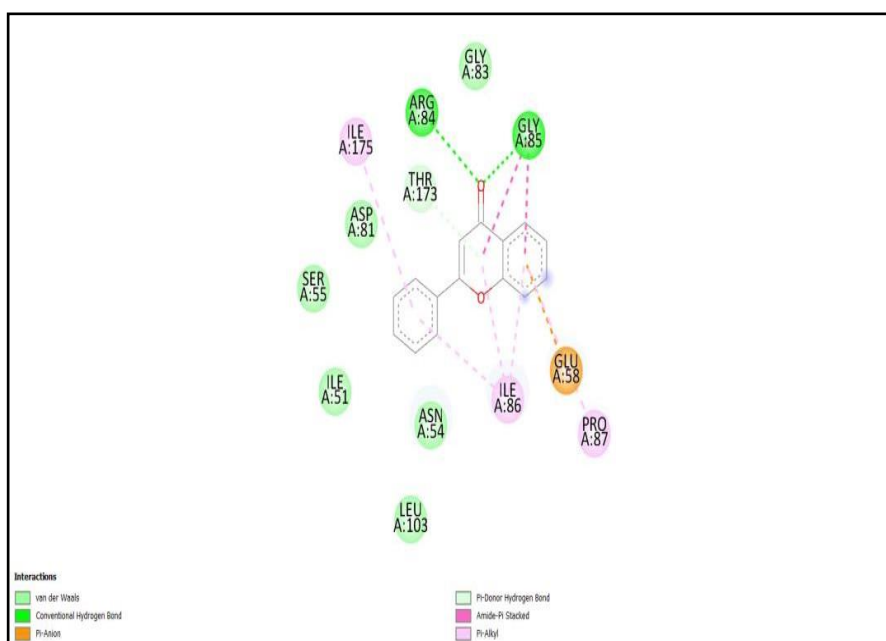 GLY
A:83
ARG
A:84
GLY
A:85
ILE
A:175
THR
A:173
O
ASP
A:81
SER
A:55
O
ILE
A:51
GLU
A:58
ILE
A:86
ASN
A:54
PRO
A:87
LEU
A:103
Interactions
van der Waals
Conventional Hydrogen Bond
Pi-Anion
Pi-Donor Hydrogen Bond
Amide-Pi Stacked
Pi-Alkyl